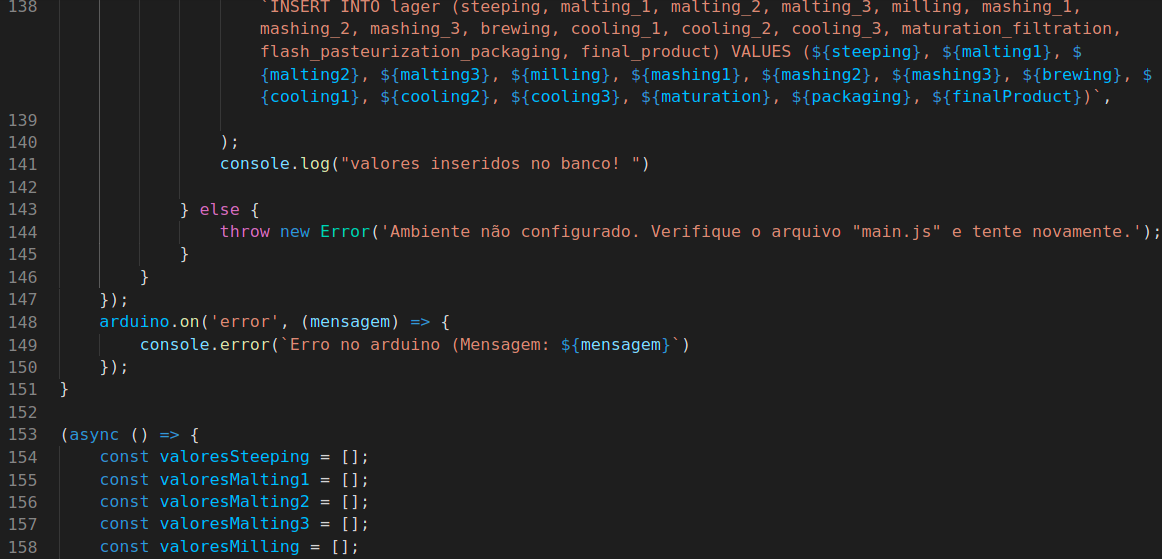 138 `INSERT INTO lager (steeping, malting_1, malting_2, malting_3, milling, mashing_1,
mashing_2, mashing_3, brewing, cooling_1, cooling_2, cooling_3, maturation_filtration,
flash_pasteurization_packaging, final_product) VALUES (${steeping}, ${malting1}, $
{malting2}, ${malting3}, ${milling}, ${mashing1}, ${mashing2}, ${mashing3}, ${brewing}, $
{cooling1}, ${cooling2}, ${cooling3}, ${maturation}, ${packaging}, ${finalProduct})`,
139
140 );
141 console.log("valores inseridos no banco! ")
142
143 } else {
144 throw new Error('Ambiente não configurado. Verifique o arquivo "main.js" e tente novamente.');
145 }
146 }
147 });
148 arduino.on('error', (mensagem) => {
149 console.error(`Erro no arduino (Mensagem: ${mensagem}`)
150 });
151 }
152
153 (async () => {
154 const valoresSteeping = [];
155 const valoresMalting1 = [];
156 const valoresMalting2 = [];
157 const valoresMalting3 = [];
158 const valoresMilling = [];